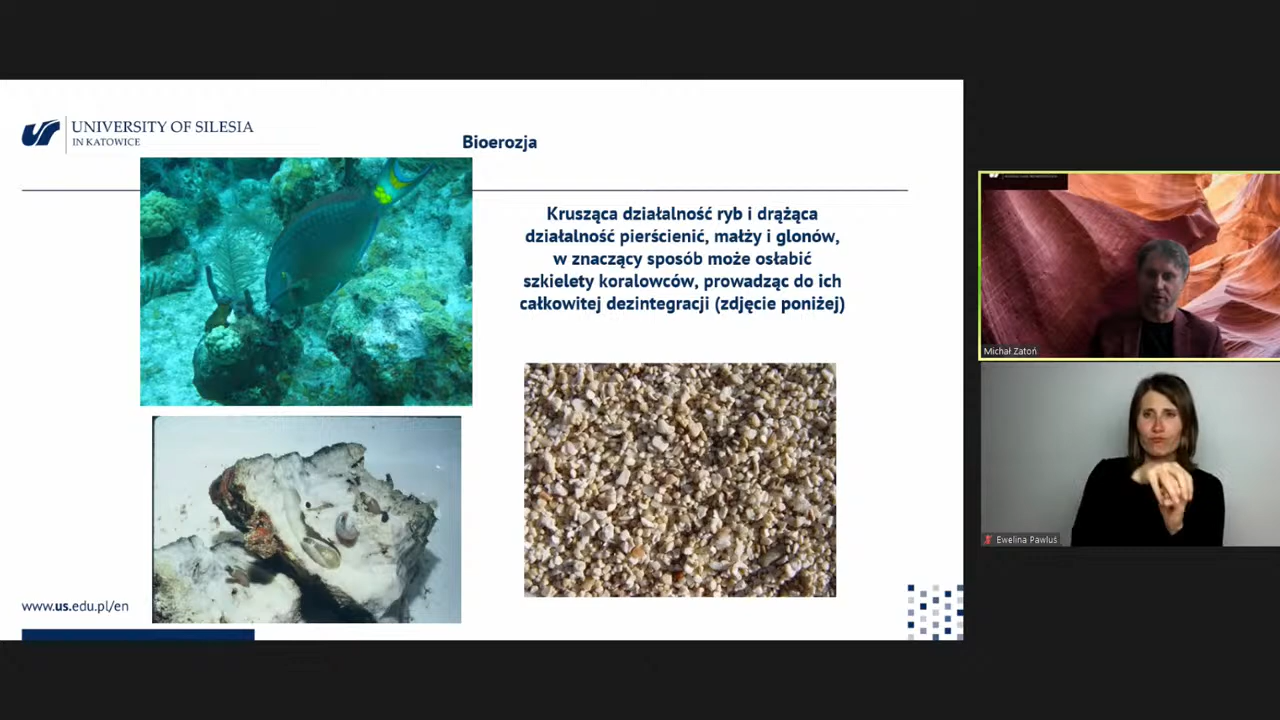 UNIVERSITY OF SILESIA
IN KATOWICE
Bioerozja
Krusząca działalność ryb i drążąca
działalność pierścienić, małży i glonów,
w znaczący sposób może osłabić
szkielety koralowców, prowadząc do ich
całkowitej dezintegracji (zdjęcie poniżej)
www.us.edu.pl/en
Michał Zatoń
Ewelina Pawluś